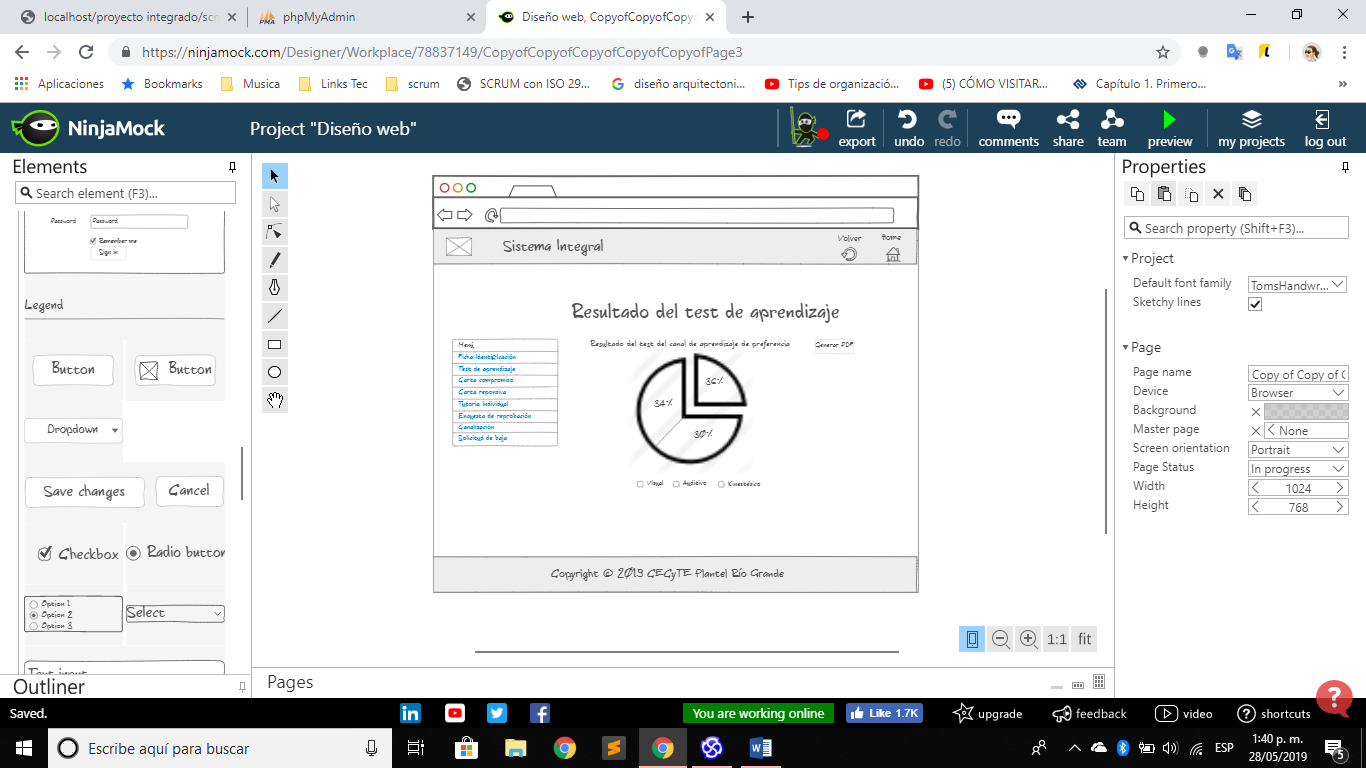 localhost/proyecto integrado/scr
phpMyAdmin
Diseño web, CopyofCopyofCopyo
https://ninjamock.com/Designer/Workplace/78837149/CopyofCopyofCopyofCopyofCopyofPage3
Aplicaciones
Bookmarks
Musica
Links Tec
scrum
SCRUM con ISO 29...
diseño arquitectoni...
Tips de organizació...
(5) CÓMO VISITAR...
Capítulo 1. Primero...
»
NinjaMock
Project "Diseño web"
export
undo
redo
comments
share
team
preview
my projects
log out
Elements
Search element (F3)...
Password
Password
Remember me
Sign in
Legend
Button
Button
Dropdown
Save changes
Cancel
Checkbox
Radio button
Option 1
Option 2
Option 3
Select
Text input
Outliner
Sistema Integral
Volver
Home
Resultado del test de aprendizaje
Menú
Ficha Identificación
Test de aprendizaje
Carta compromiso
Carta reponsiva
Tutoria Individual
Encuesta de reprobación
Canalización
Solicitud de baja
Resultado del test del canal de aprendizaje de preferencia
Generar PDF
36%
34%
30%
Visual
Auditivo
Kinestésico
Copyright © 2019 CECyTE Plantel Río Grande
1:1
fit
Pages
Properties
Search property (Shift+F3)...
Project
Default font family
TomsHandwr...
Sketchy lines
Page
Page name
Copy of Copy of C
Device
Browser
Background
Master page
None
Screen orientation
Portrait
Page Status
In progress
Width
1024
Height
768
?
Saved.
You are working online
Like 1.7K
upgrade
feedback
video
shortcuts
Escribe aquí para buscar
ESP
1:40 p. m.
28/05/2019
5